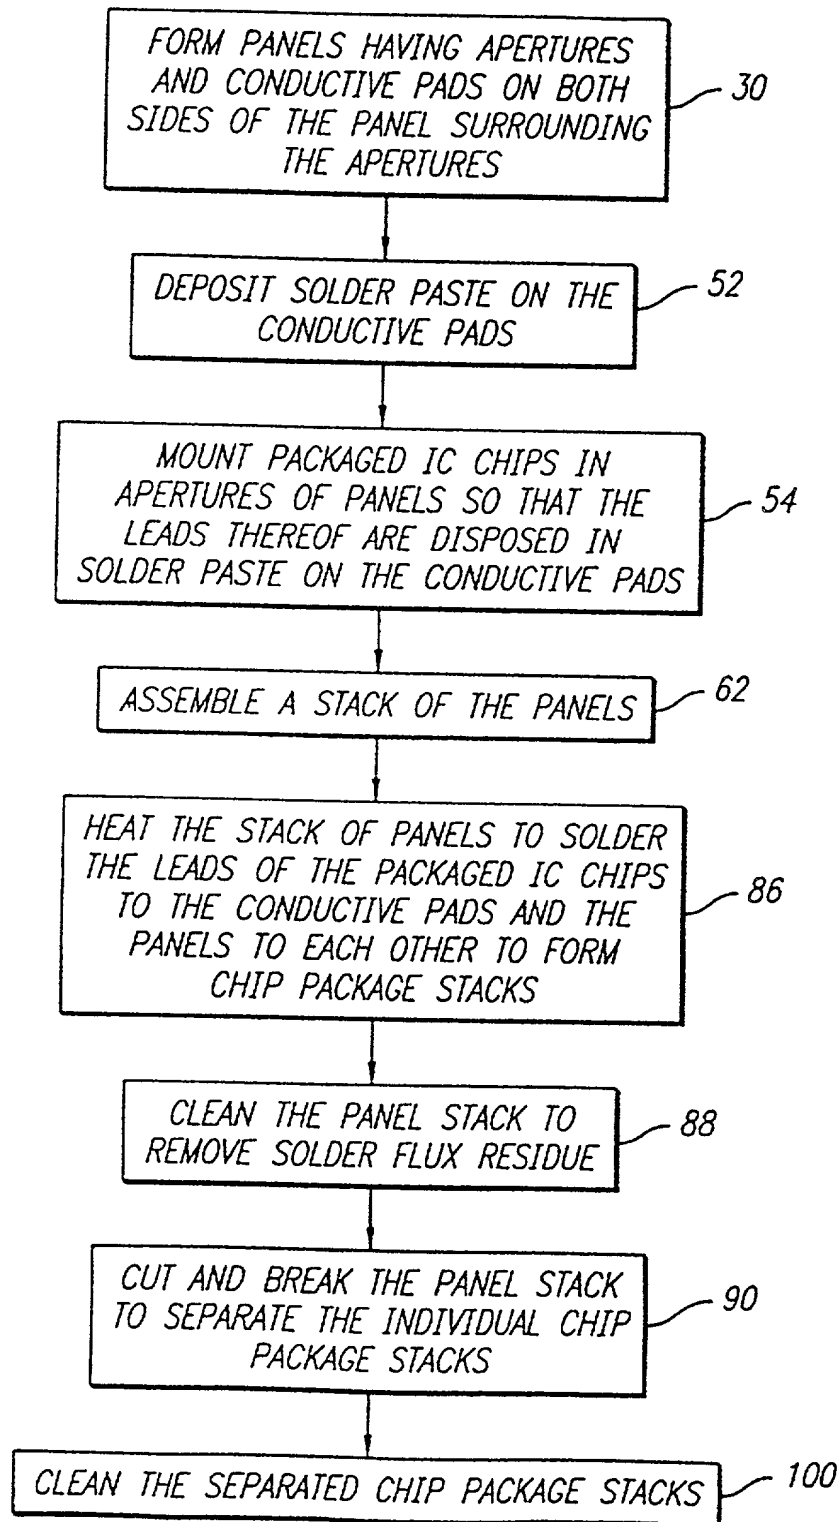 FORM PANELS HAVING APERTURES
AND CONDUCTIVE PADS ON BOTH
SIDES OF THE PANEL SURROUNDING
THE APERTURES
30
DEPOSIT SOLDER PASTE ON THE
CONDUCTIVE PADS
52
MOUNT PACKAGED IC CHIPS IN
APERTURES OF PANELS SO THAT THE
LEADS THEREOF ARE DISPOSED IN
SOLDER PASTE ON THE CONDUCTIVE PADS
54
ASSEMBLE A STACK OF THE PANELS
62
HEAT THE STACK OF PANELS TO SOLDER
THE LEADS OF THE PACKAGED IC CHIPS
TO THE CONDUCTIVE PADS AND THE
PANELS TO EACH OTHER TO FORM
CHIP PACKAGE STACKS
86
CLEAN THE PANEL STACK TO
REMOVE SOLDER FLUX RESIDUE
88
CUT AND BREAK THE PANEL STACK
TO SEPARATE THE INDIVIDUAL CHIP
PACKAGE STACKS
90
CLEAN THE SEPARATED CHIP PACKAGE STACKS
100